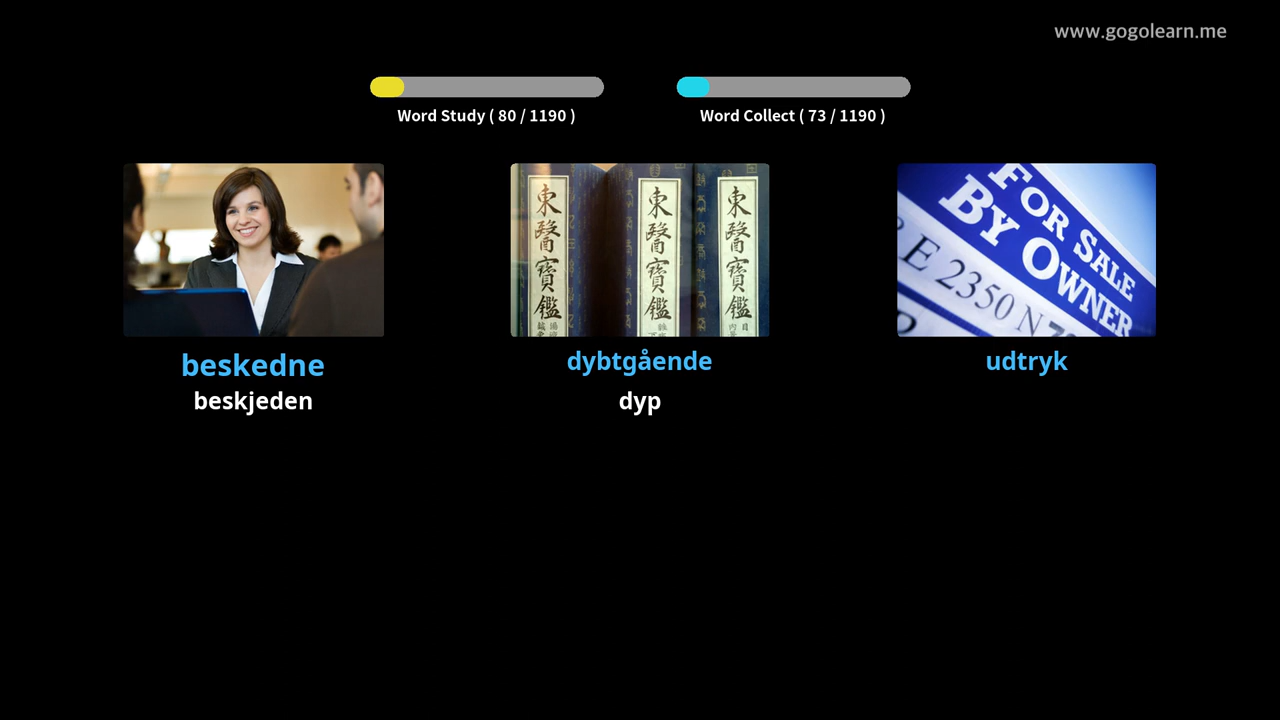 www.gogolearn.me
Word Study ( 80 / 1190 )
Word Collect ( 73 / 1190 )
東醫寶鑑
東醫寶鑑
東醫寶鑑
FOR SALE
BY OWNER
E 2350 N
beskedne
dybtgående
udtryk
beskjeden
dyp